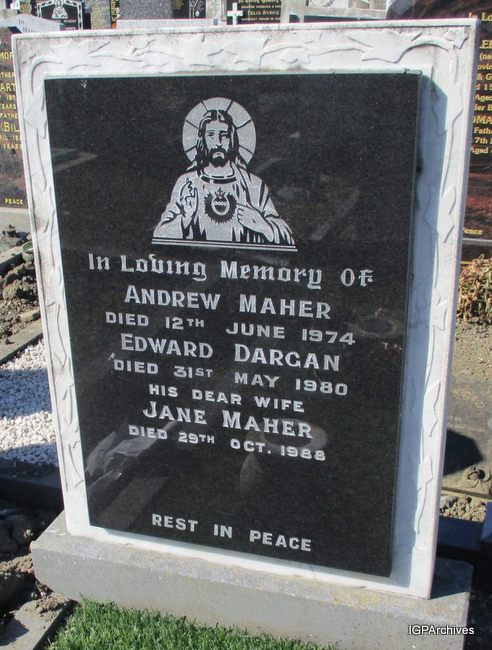 In Loving Memory Of
ANDREW MAHER
DIED 12TH JUNE 1974
EDWARD DARGAN
DIED 31ST MAY 1980
HIS DEAR WIFE
JANE MAHER
DIED 29TH OCT. 1988
REST IN PEACE
IGPArchives